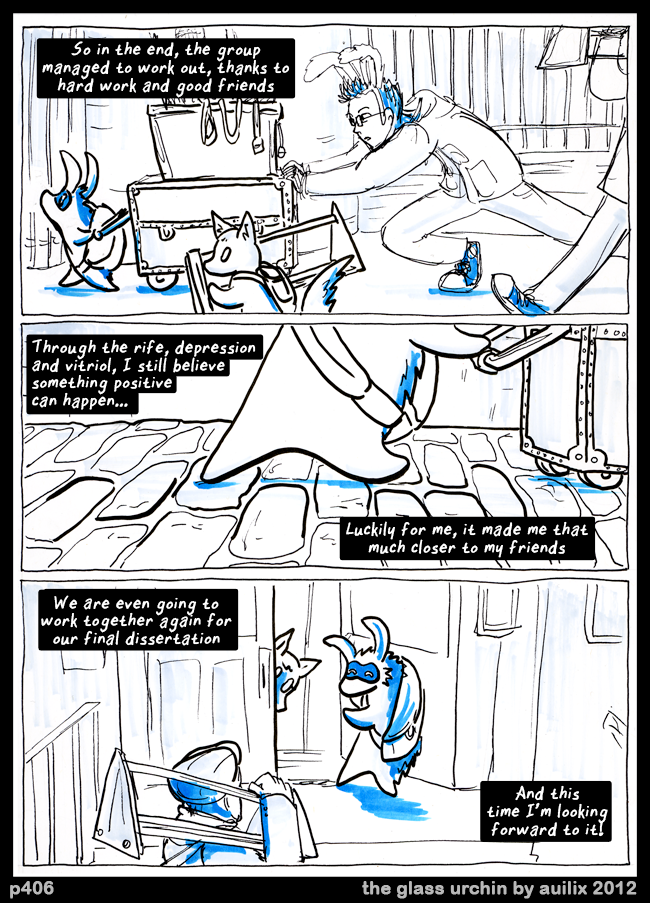 So in the end, the group
managed to work out, thanks to
hard work and good friends
Through the rife, depression
and vitriol, I still believe
something positive
can happen...
Luckily for me, it made me that
much closer to my friends
We are even going to
work together again for
our final dissertation
And this
time I'm looking
forward to it!
p406
the glass urchin by auilix 2012